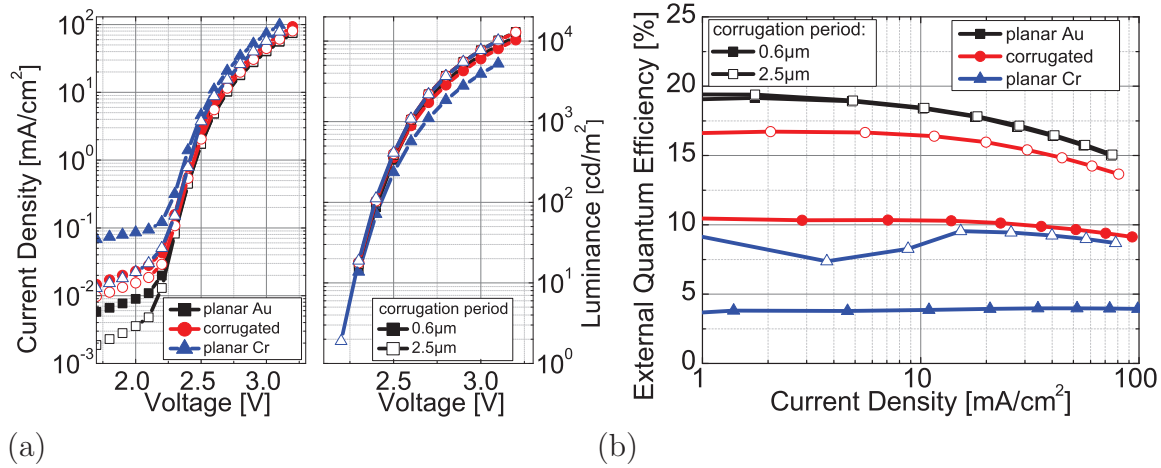 10²
10¹
10⁰
10⁻¹
10⁻²
10⁻³
Current Density [mA/cm²]
2.0 2.5 3.0
Voltage [V]
planar Au
corrugated
planar Cr
10⁴
10³
10²
10¹
10⁰
Luminance [cd/m²]
2.5 3.0
Voltage [V]
corrugation period
0.6µm
2.5µm
(a)
External Quantum Efficiency [%]
25
20
15
10
5
0
1 10 100
Current Density [mA/cm²]
corrugation period:
0.6µm
2.5µm
planar Au
corrugated
planar Cr
(b)